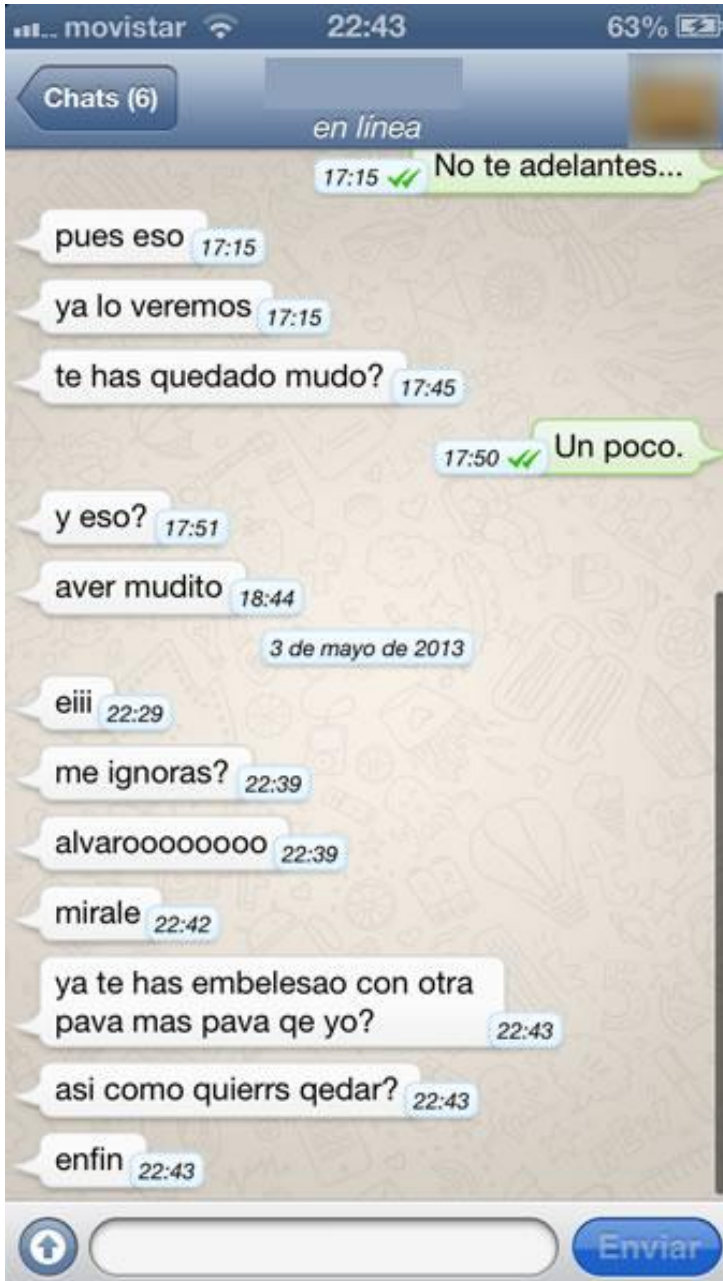 movistar 22:43 63%
Chats (6)
en línea
No te adelantes...
17:15
pues eso 17:15
ya lo veremos 17:15
te has quedado mudo? 17:45
17:50 Un poco.
y eso? 17:51
aver mudito 18:44
3 de mayo de 2013
eiii 22:29
me ignoras? 22:39
alvaroooooooo 22:39
mirale 22:42
ya te has embelesao con otra
pava mas pava qe yo? 22:43
asi como quierrs qedar? 22:43
enfin 22:43
Enviar